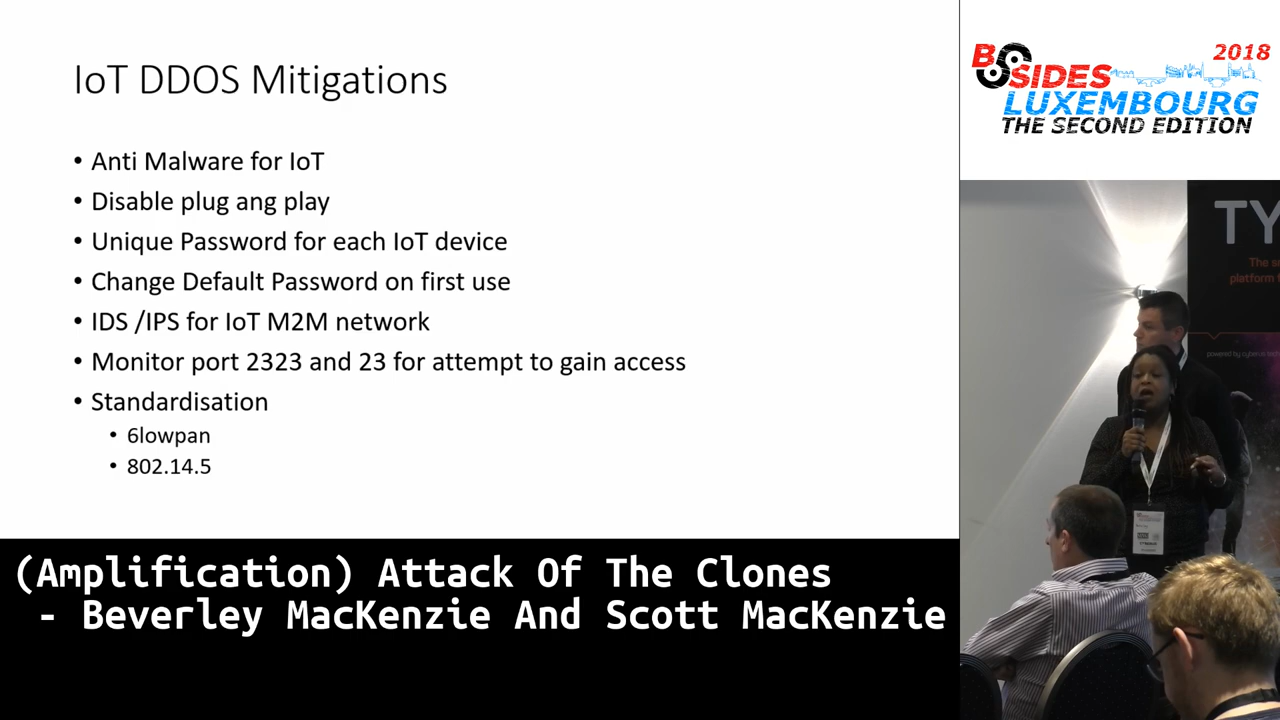 IoT DDOS Mitigations
• Anti Malware for IoT
• Disable plug ang play
• Unique Password for each IoT device
• Change Default Password on first use
• IDS /IPS for IoT M2M network
• Monitor port 2323 and 23 for attempt to gain access
• Standardisation
• 6lowpan
• 802.14.5
(Amplification) Attack Of The Clones
- Beverley MacKenzie And Scott MacKenzie
2018
BSIDES
LUXEMBOURG
THE SECOND EDITION
TY
The se
platform f